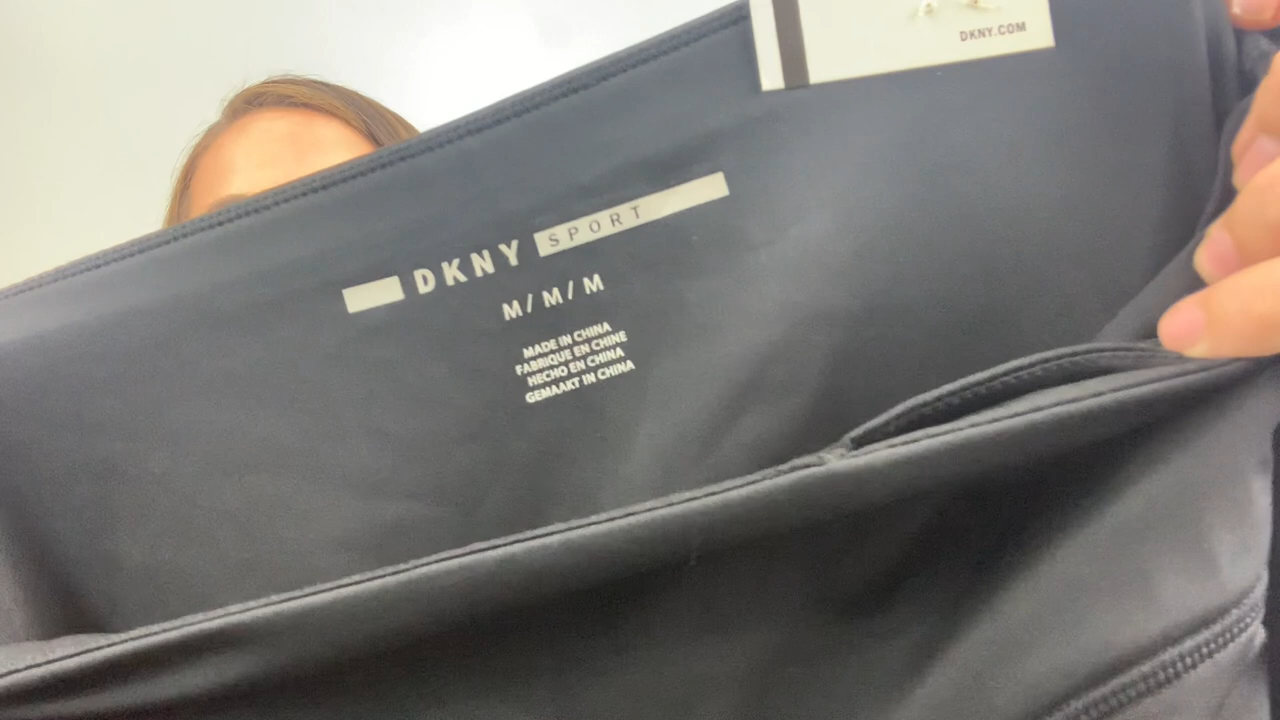 DKNY.COM
DKNY SPORT
M/ M/ M
MADE IN CHINA
FABRIQUE EN CHINE
HECHO EN CHINA
GEMAAKT IN CHINA